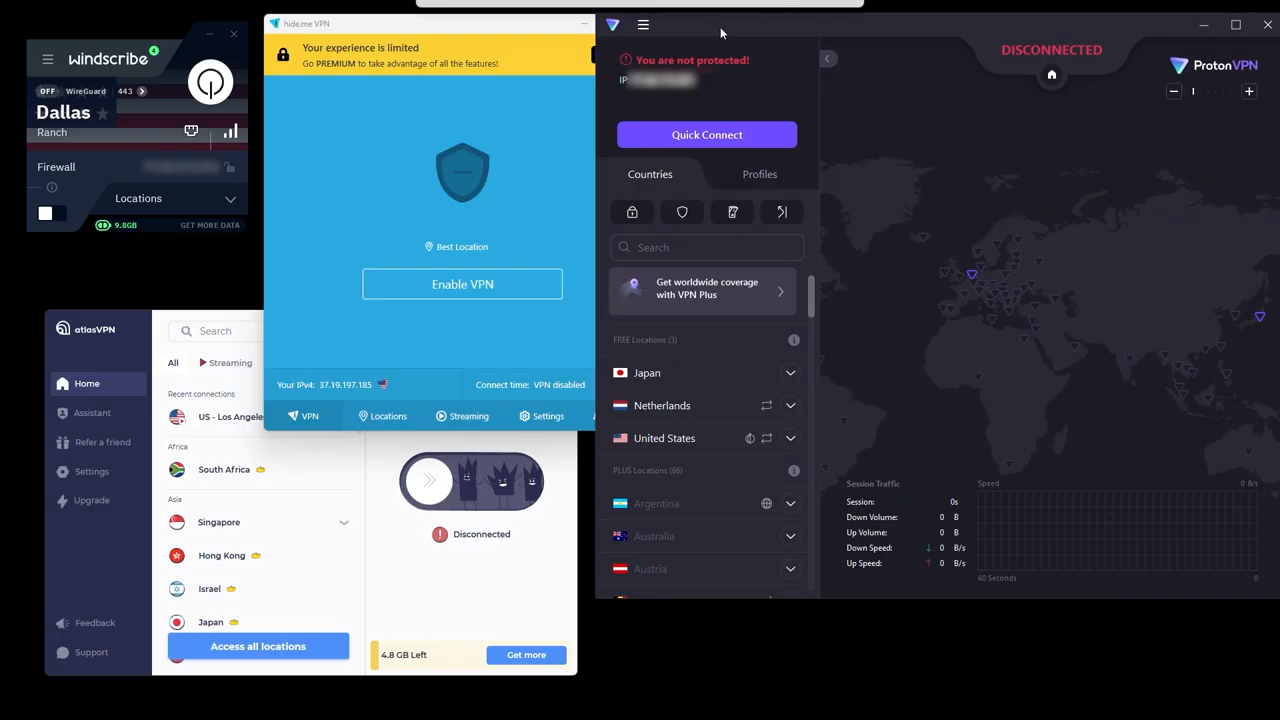 windscribe
4
OFF WireGuard 443
Dallas
Ranch
Firewall
Locations
9.8GB
GET MORE DATA
hide.me VPN
Your experience is limited
Go PREMIUM to take advantage of all the features!
Best Location
Enable VPN
Your IPv4: 37.19.197.185
Connect time: VPN disabled
VPN
Locations
Streaming
Settings
atlasVPN
Home
Assistant
Refer a friend
Settings
Upgrade
Feedback
Support
Search
All
Streaming
Recent connections
US - Los Angele
Africa
South Africa
Asia
Singapore
Hong Kong
Israel
Japan
Access all locations
Disconnected
4.8 GB Left
Get more
You are not protected!
IP:
Quick Connect
Countries
Profiles
Search
Get worldwide coverage
with VPN Plus
FREE Locations (3)
Japan
Netherlands
United States
PLUS Locations (66)
Argentina
Australia
Austria
DISCONNECTED
ProtonVPN
Session Traffic
Session: 0s
Down Volume: 0 B
Up Volume: 0 B
Down Speed: 0 B/s
Up Speed: 0 B/s
Speed
0 B/s
60 Seconds
0